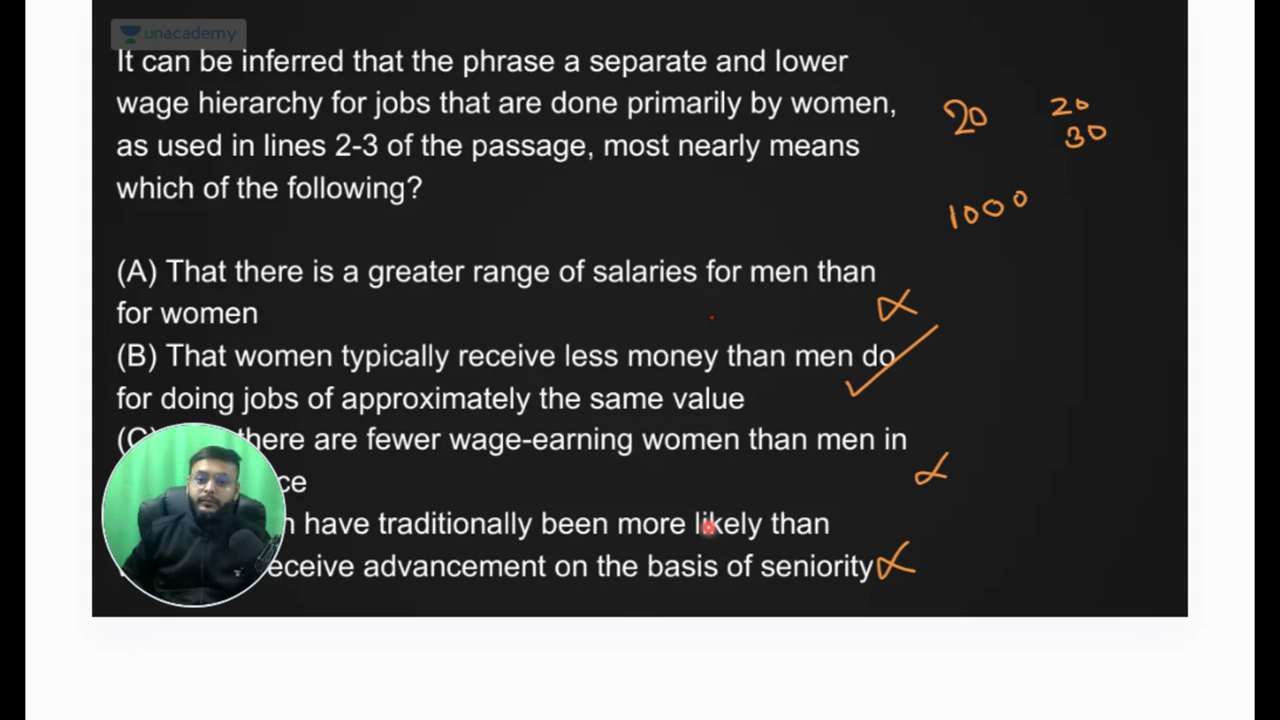 unacademy
It can be inferred that the phrase a separate and lower
wage hierarchy for jobs that are done primarily by women,
as used in lines 2-3 of the passage, most nearly means
which of the following?
20
20
30
1000
(A) That there is a greater range of salaries for men than
for women
(B) That women typically receive less money than men do
for doing jobs of approximately the same value
there are fewer wage-earning women than men in
ce
have traditionally been more likely than
eceive advancement on the basis of seniority